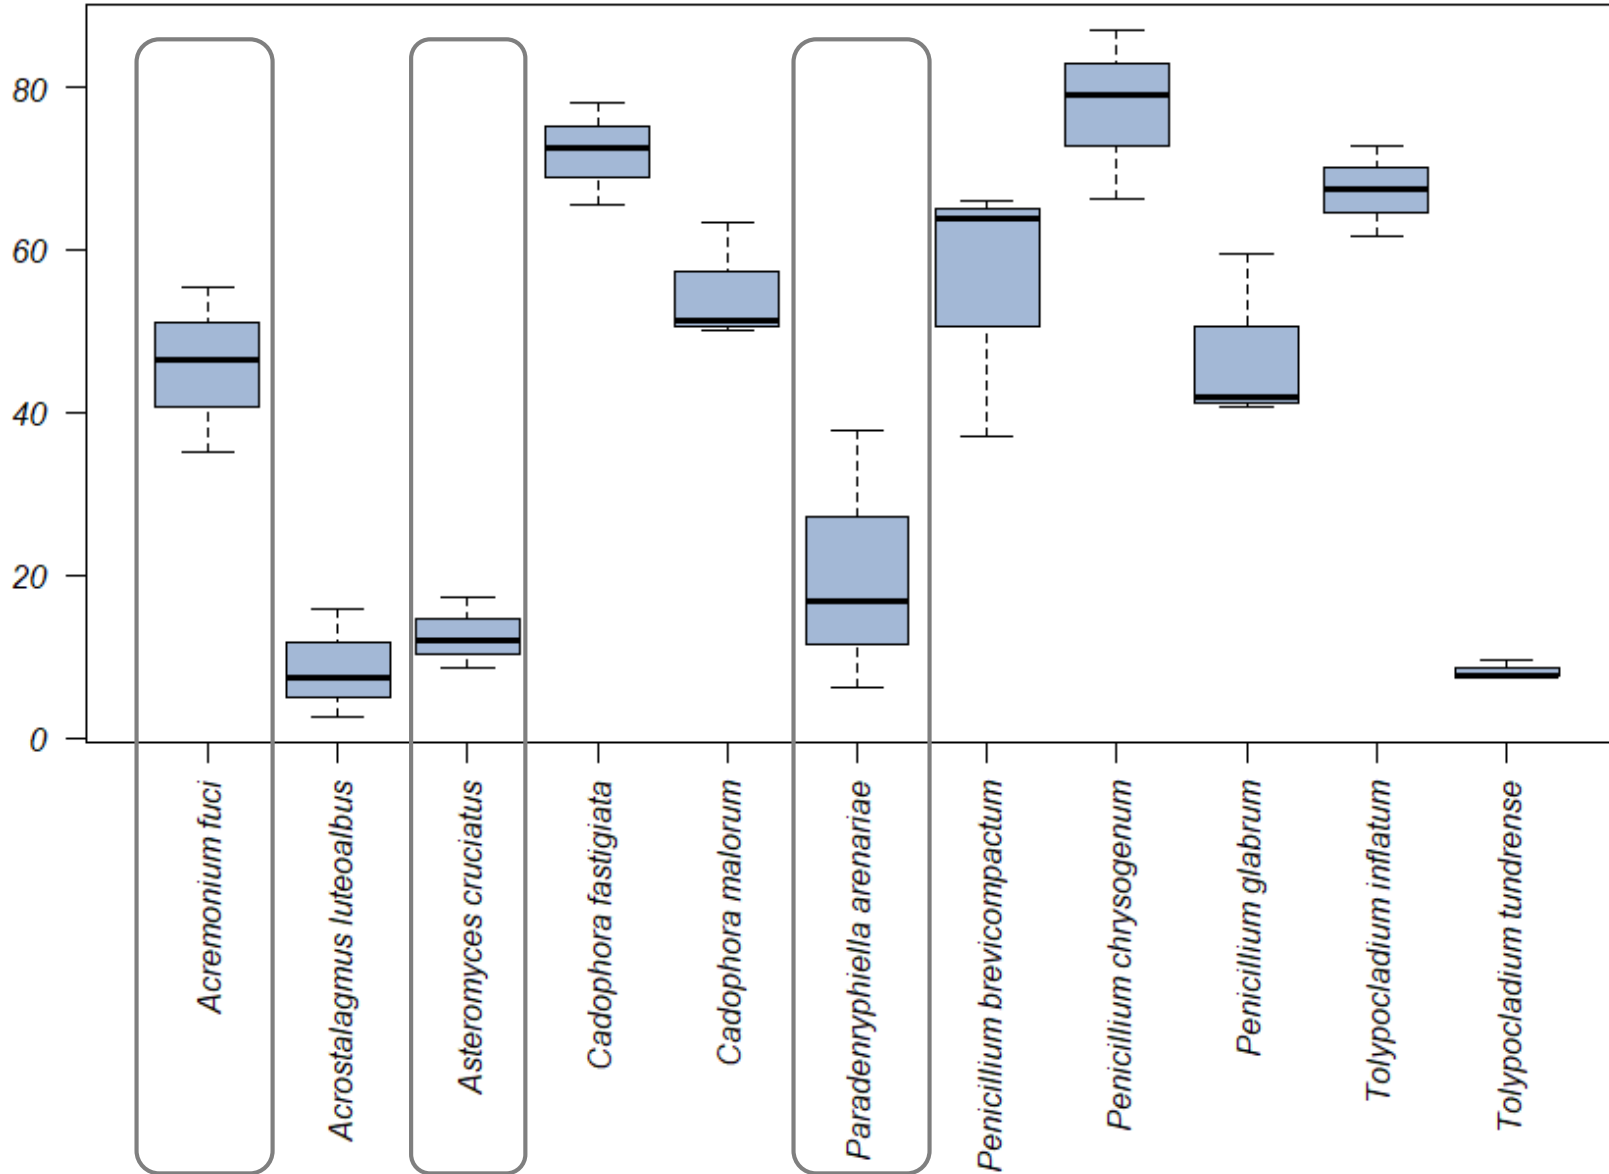 80
60
40
20
0
Acremonium fuci
Acrostalagmus luteoalbus
Asteromyces cruciatus
Cadophora fastigiata
Cadophora malorum
Paradenryphiella arenariae
Penicillium brevicompactum
Penicillium chrysogenum
Penicillium glabrum
Tolypocladium inflatum
Tolypocladium tundrense